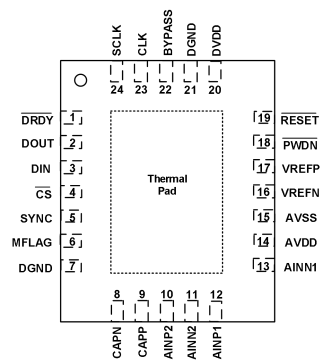 SCLK CLK BYPASS DGND DVDD
24 23 22 21 20
DRDY 1 19 RESET
DOUT 2 18 PWDN
DIN 3 17 VREFP
CS 4 16 VREFN
SYNC 5 15 AVSS
MFLAG 6 14 AVDD
DGND 7 13 AINN1
Thermal
Pad
8 9 10 11 12
CAPN CAPP AINP2 AINN2 AINP1